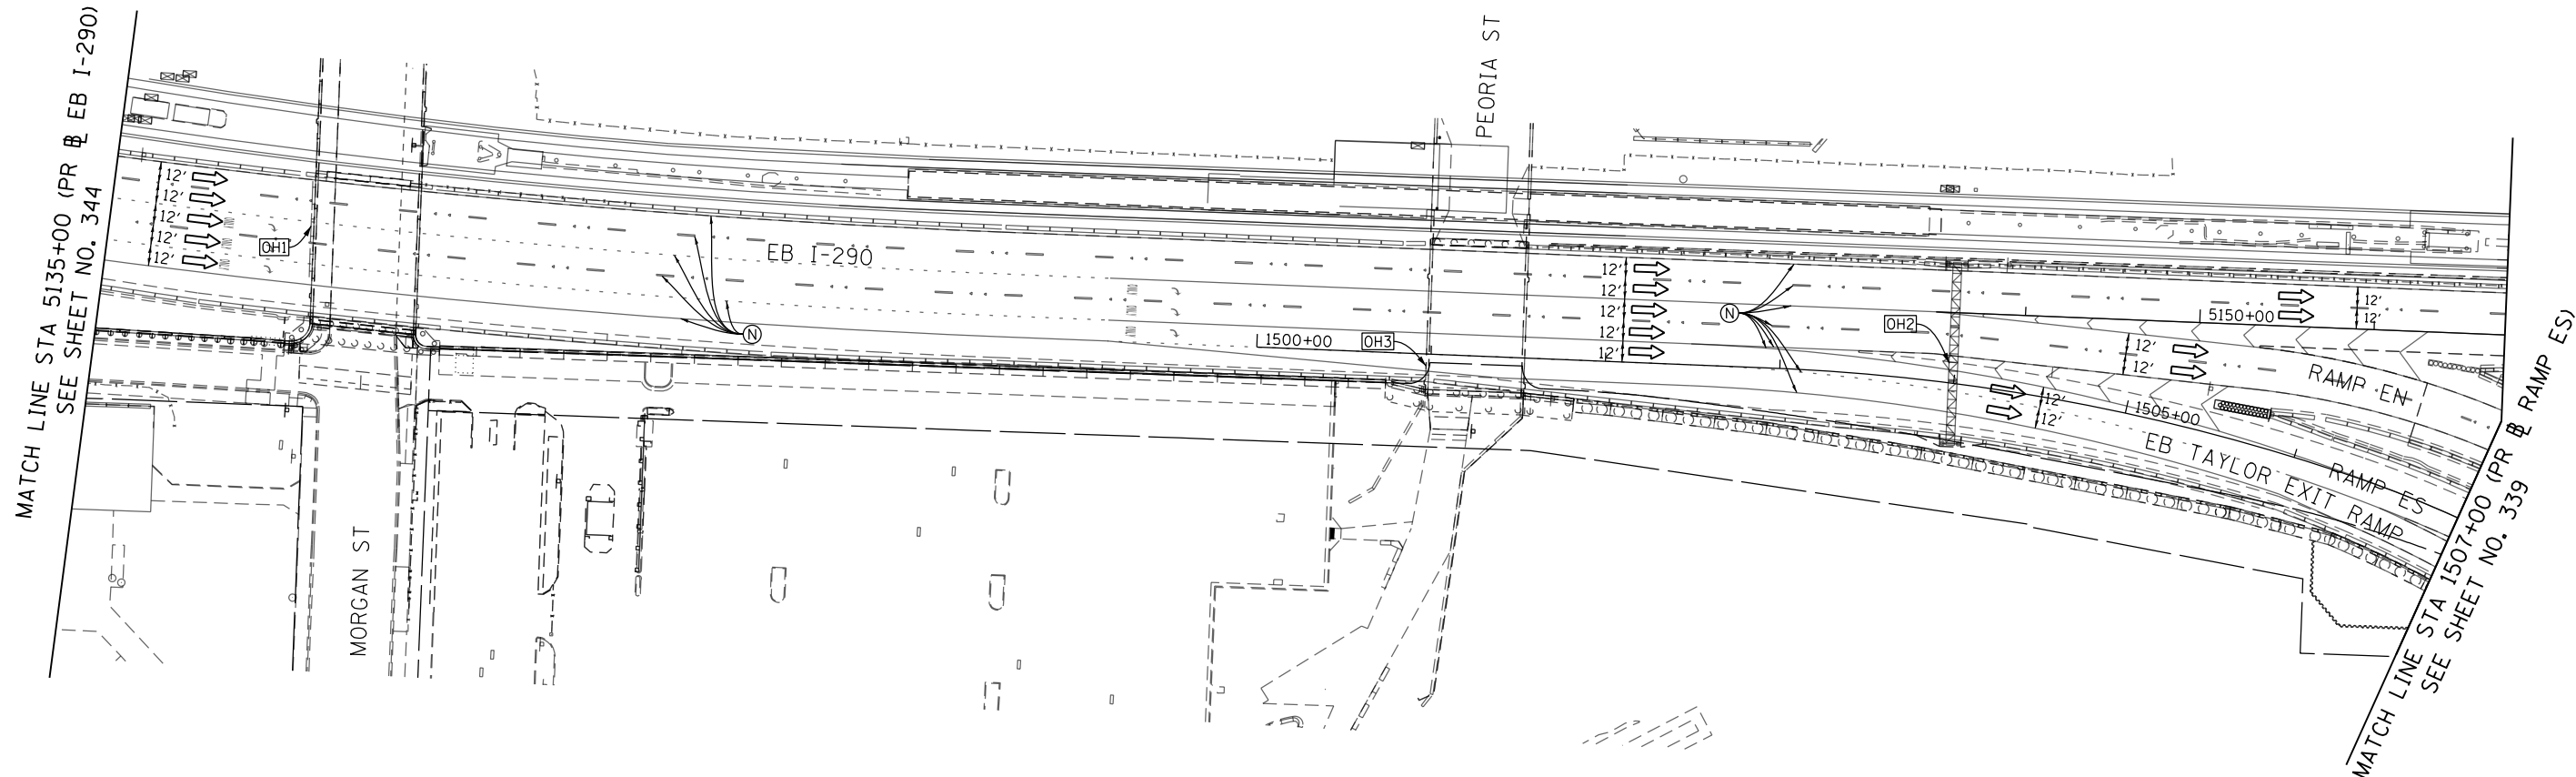 MATCH LINE STA 5135+00 (PR BL EB I-290)
SEE SHEET NO. 344
12'
12'
12'
12'
12'
OH1
MORGAN ST
EB I-290
N
PEORIA ST
1500+00
OH3
12'
12'
12'
12'
12'
N
OH2
5150+00
12'
12'
12'
12'
RAMP EN
12'
12'
1505+00
EB TAYLOR EXIT RAMP
RAMP ES
MATCH LINE STA 1507+00 (PR BL RAMP ES)
SEE SHEET NO. 339